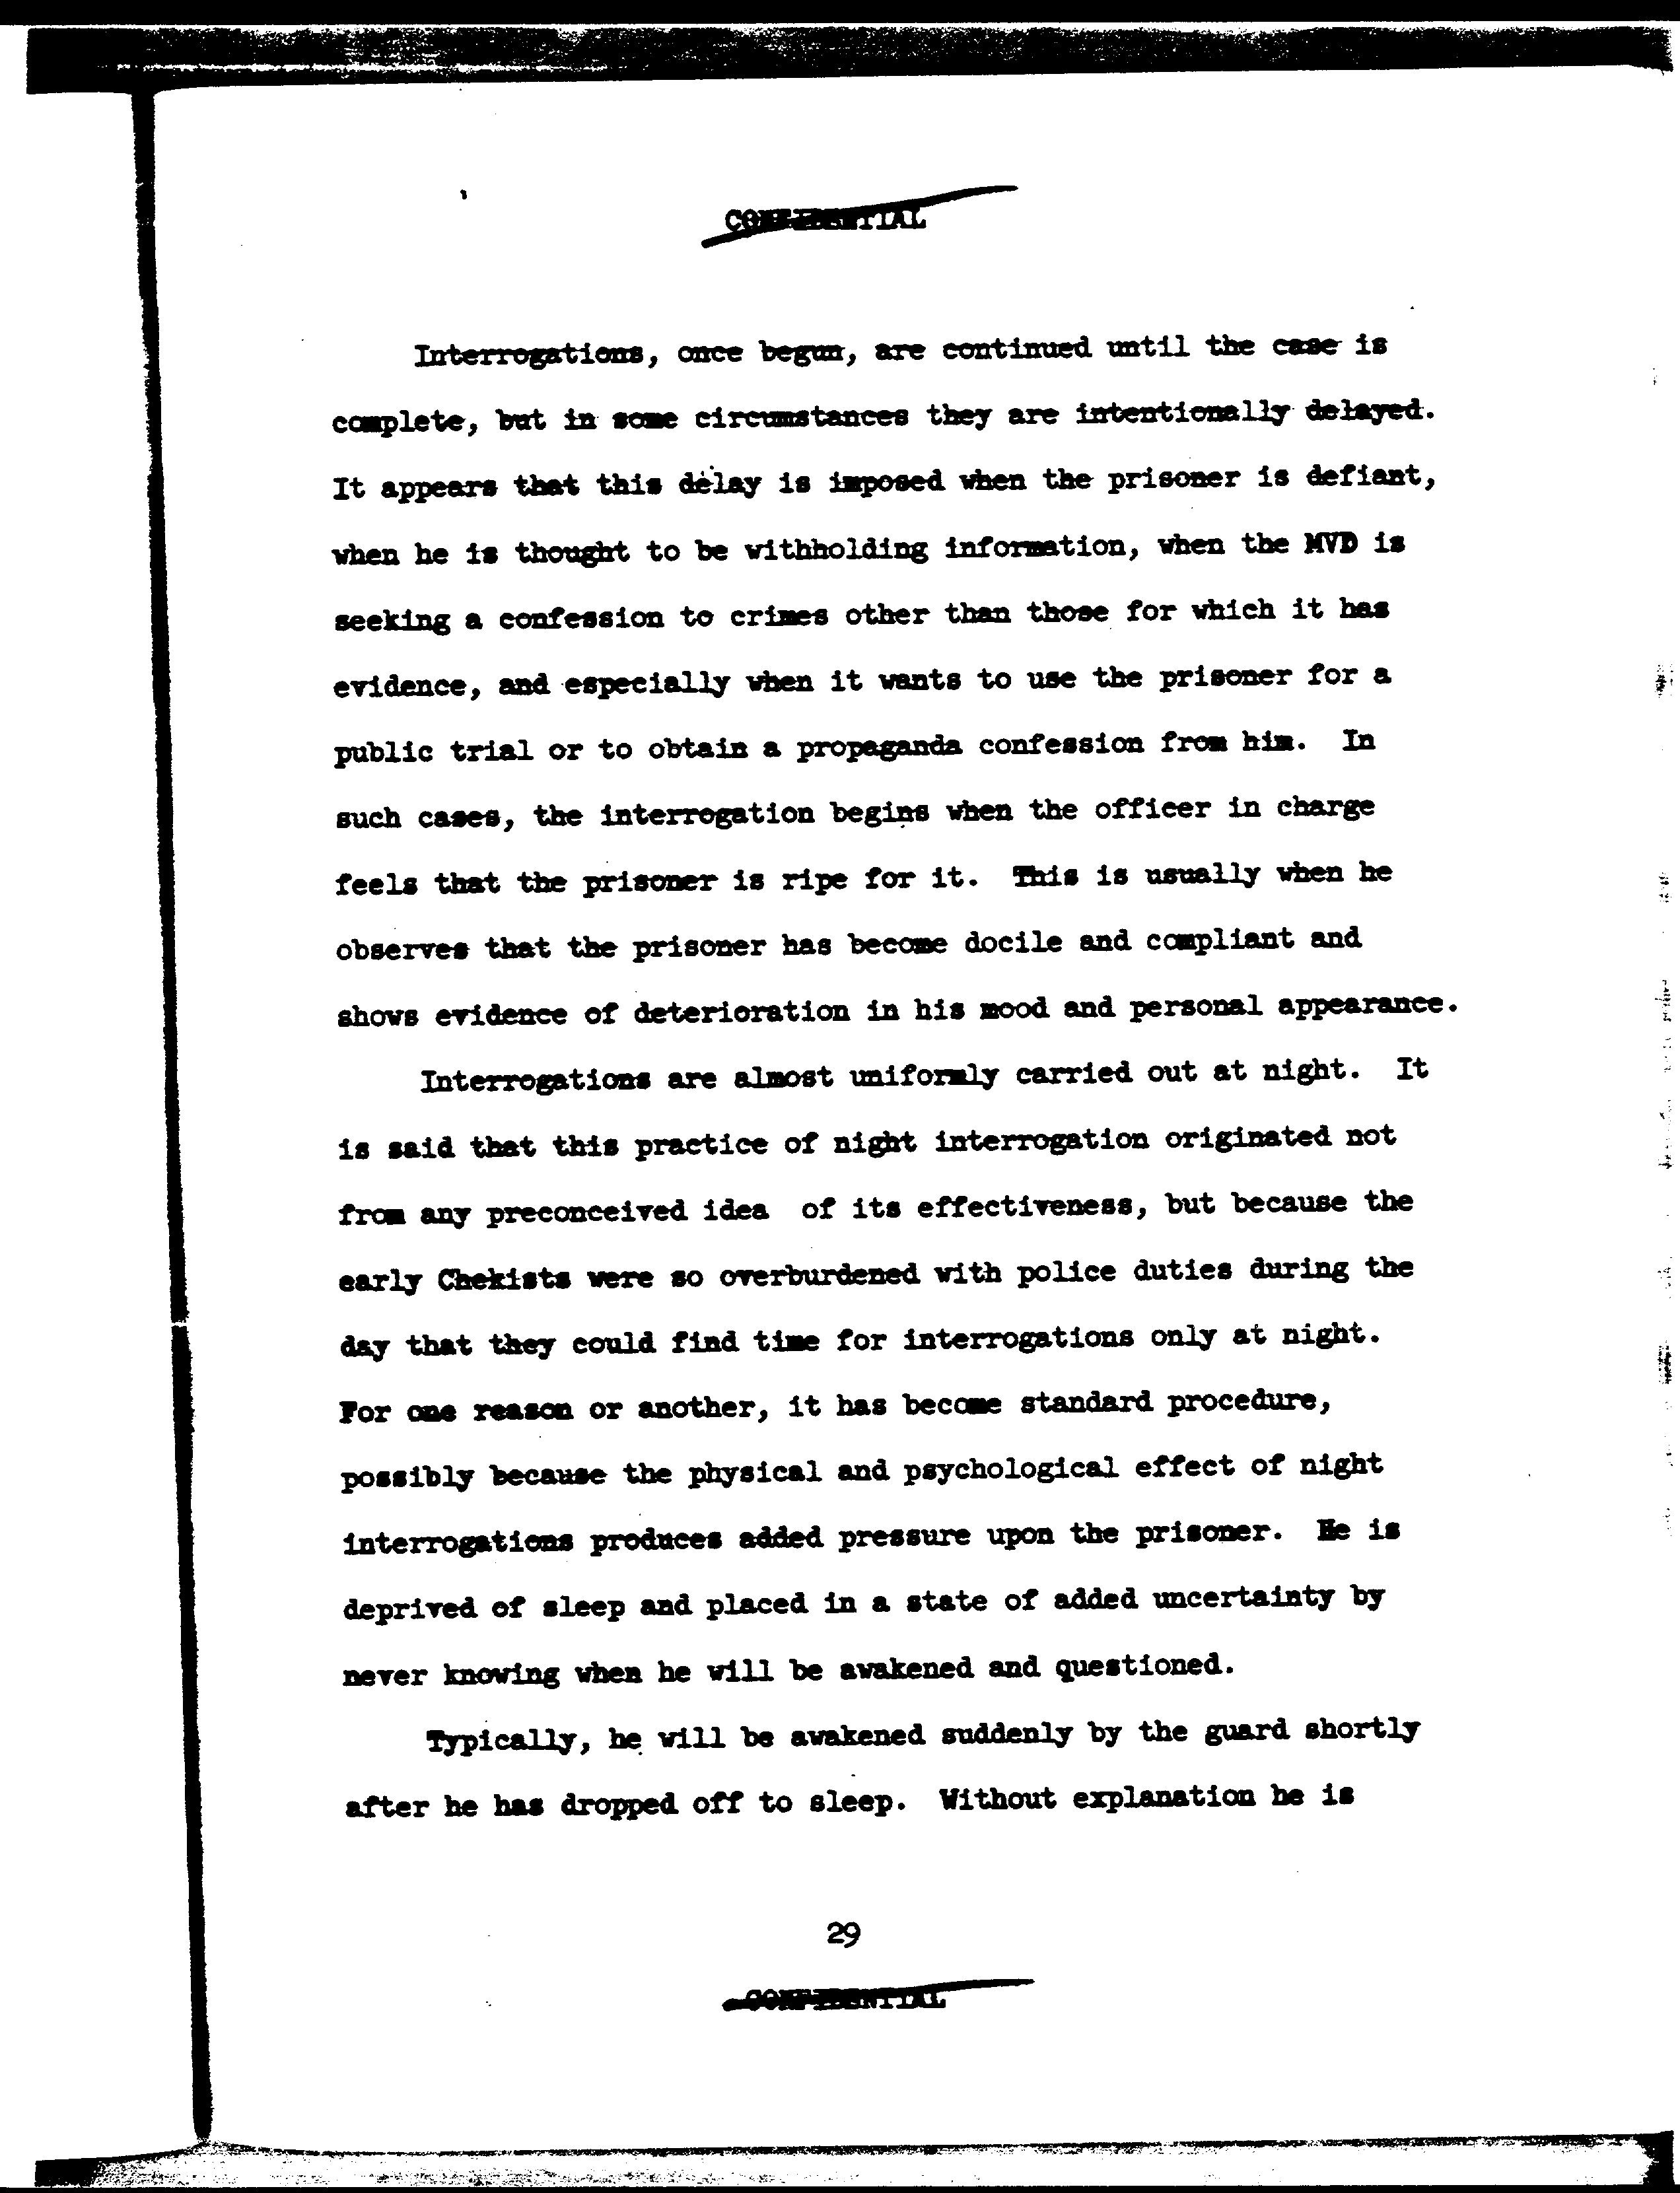 CONFIDENTIAL
Interrogations, once begun, are continued until the case is
complete, but in some circumstances they are intentionally delayed.
It appears that this delay is imposed when the prisoner is defiant,
when he is thought to be withholding information, when the MVD is
seeking a confession to crimes other than those for which it has
evidence, and especially when it wants to use the prisoner for a
public trial or to obtain a propaganda confession from him. In
such cases, the interrogation begins when the officer in charge
feels that the prisoner is ripe for it. This is usually when he
observes that the prisoner has become docile and compliant and
shows evidence of deterioration in his mood and personal appearance.
Interrogations are almost uniformly carried out at night. It
is said that this practice of night interrogation originated not
from any preconceived idea of its effectiveness, but because the
early Chekists were so overburdened with police duties during the
day that they could find time for interrogations only at night.
For one reason or another, it has become standard procedure,
possibly because the physical and psychological effect of night
interrogations produces added pressure upon the prisoner. He is
deprived of sleep and placed in a state of added uncertainty by
never knowing when he will be awakened and questioned.
Typically, he will be awakened suddenly by the guard shortly
after he has dropped off to sleep. Without explanation he is
29
CONFIDENTIAL